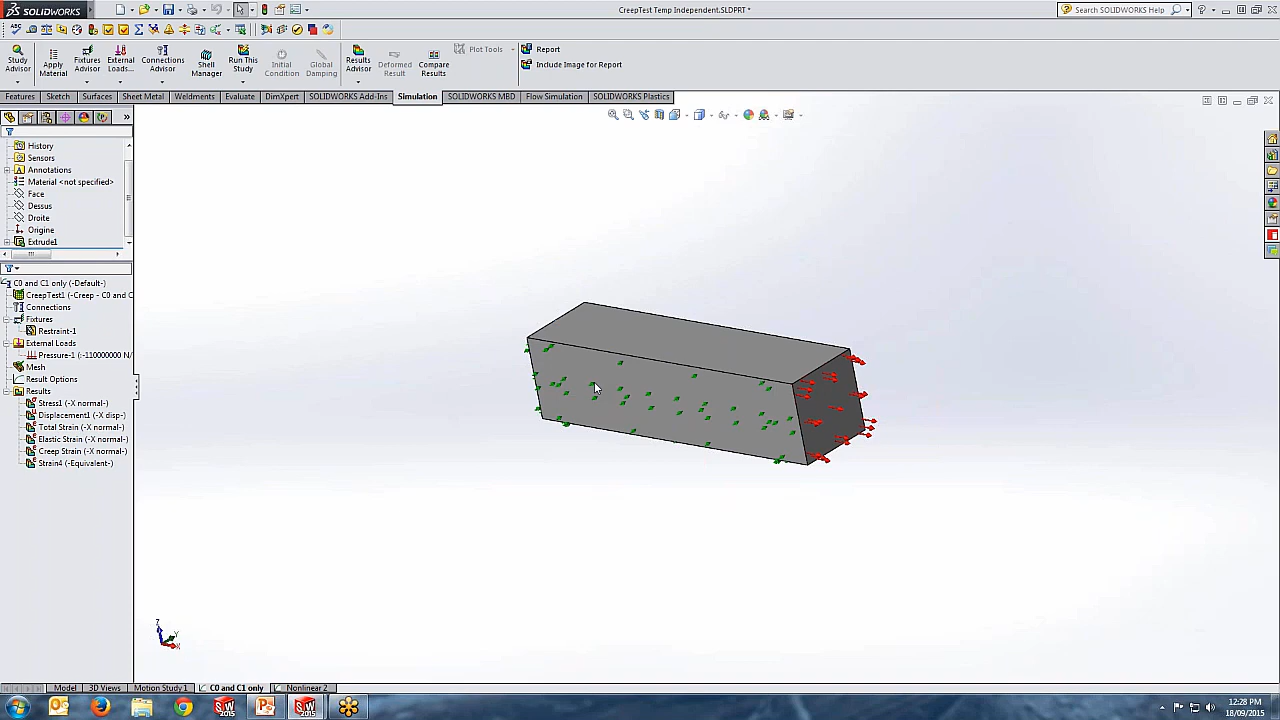 SOLIDWORKS
CreepTest Temp Independent.SLDPRT *
Search SOLIDWORKS Help
Study Advisor
Apply Material
Fixtures Advisor
External Loads...
Connections Advisor
Shell Manager
Run This Study
Initial Condition
Global Damping
Results Advisor
Deformed Result
Compare Results
Plot Tools
Report
Include Image for Report
Features
Sketch
Surfaces
Sheet Metal
Weldments
Evaluate
DimXpert
SOLIDWORKS Add-Ins
Simulation
SOLIDWORKS MBD
Flow Simulation
SOLIDWORKS Plastics
History
Sensors
Annotations
Material <not specified>
Face
Dessus
Droite
Origine
Extrude1
C0 and C1 only (-Default-)
CreepTest1 (-Creep - C0 and C
Connections
Fixtures
Restraint-1
External Loads
Pressure-1 (:-110000000 N/
Mesh
Result Options
Results
Stress1 (-X normal-)
Displacement1 (-X disp-)
Total Strain (-X normal-)
Elastic Strain (-X normal-)
Creep Strain (-X normal-)
Strain4 (-Equivalent-)
Z
Y
X
Model
3D Views
Motion Study 1
C0 and C1 only
Nonlinear 2
12:28 PM
18/09/2015